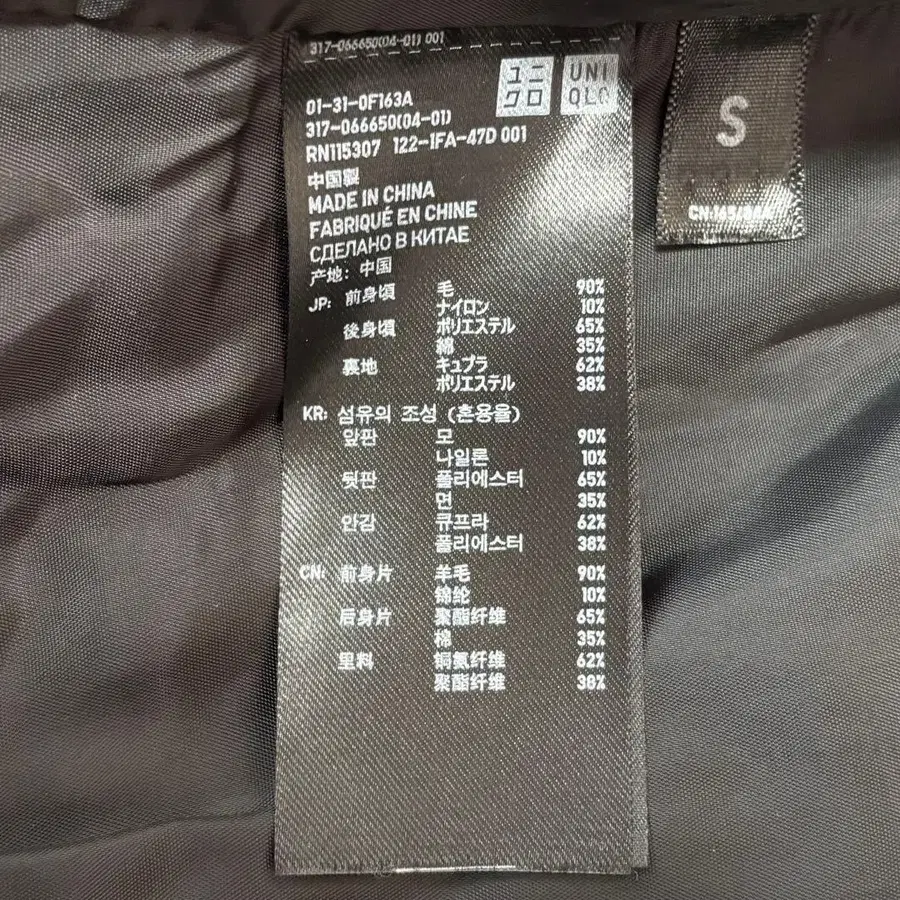 317-066650(04-01) 001
ユニ
クロ
UNI
QLO
S
CN:165/84A
01-31-0F163A
317-066650(04-01)
RN115307 122-1FA-47D 001
中国製
MADE IN CHINA
FABRIQUÉ EN CHINE
СДЕЛАНО В КИТАЕ
产地: 中国
JP: 前身頃 毛 90%
ナイロン 10%
後身頃 ポリエステル 65%
綿 35%
裏地 キュプラ 62%
ポリエステル 38%
KR: 섬유의 조성 (혼용율)
앞판 모 90%
나일론 10%
뒷판 폴리에스터 65%
면 35%
안감 큐프라 62%
폴리에스터 38%
CN: 前身片 羊毛 90%
锦纶 10%
后身片 聚酯纤维 65%
棉 35%
里料 铜氨纤维 62%
聚酯纤维 38%